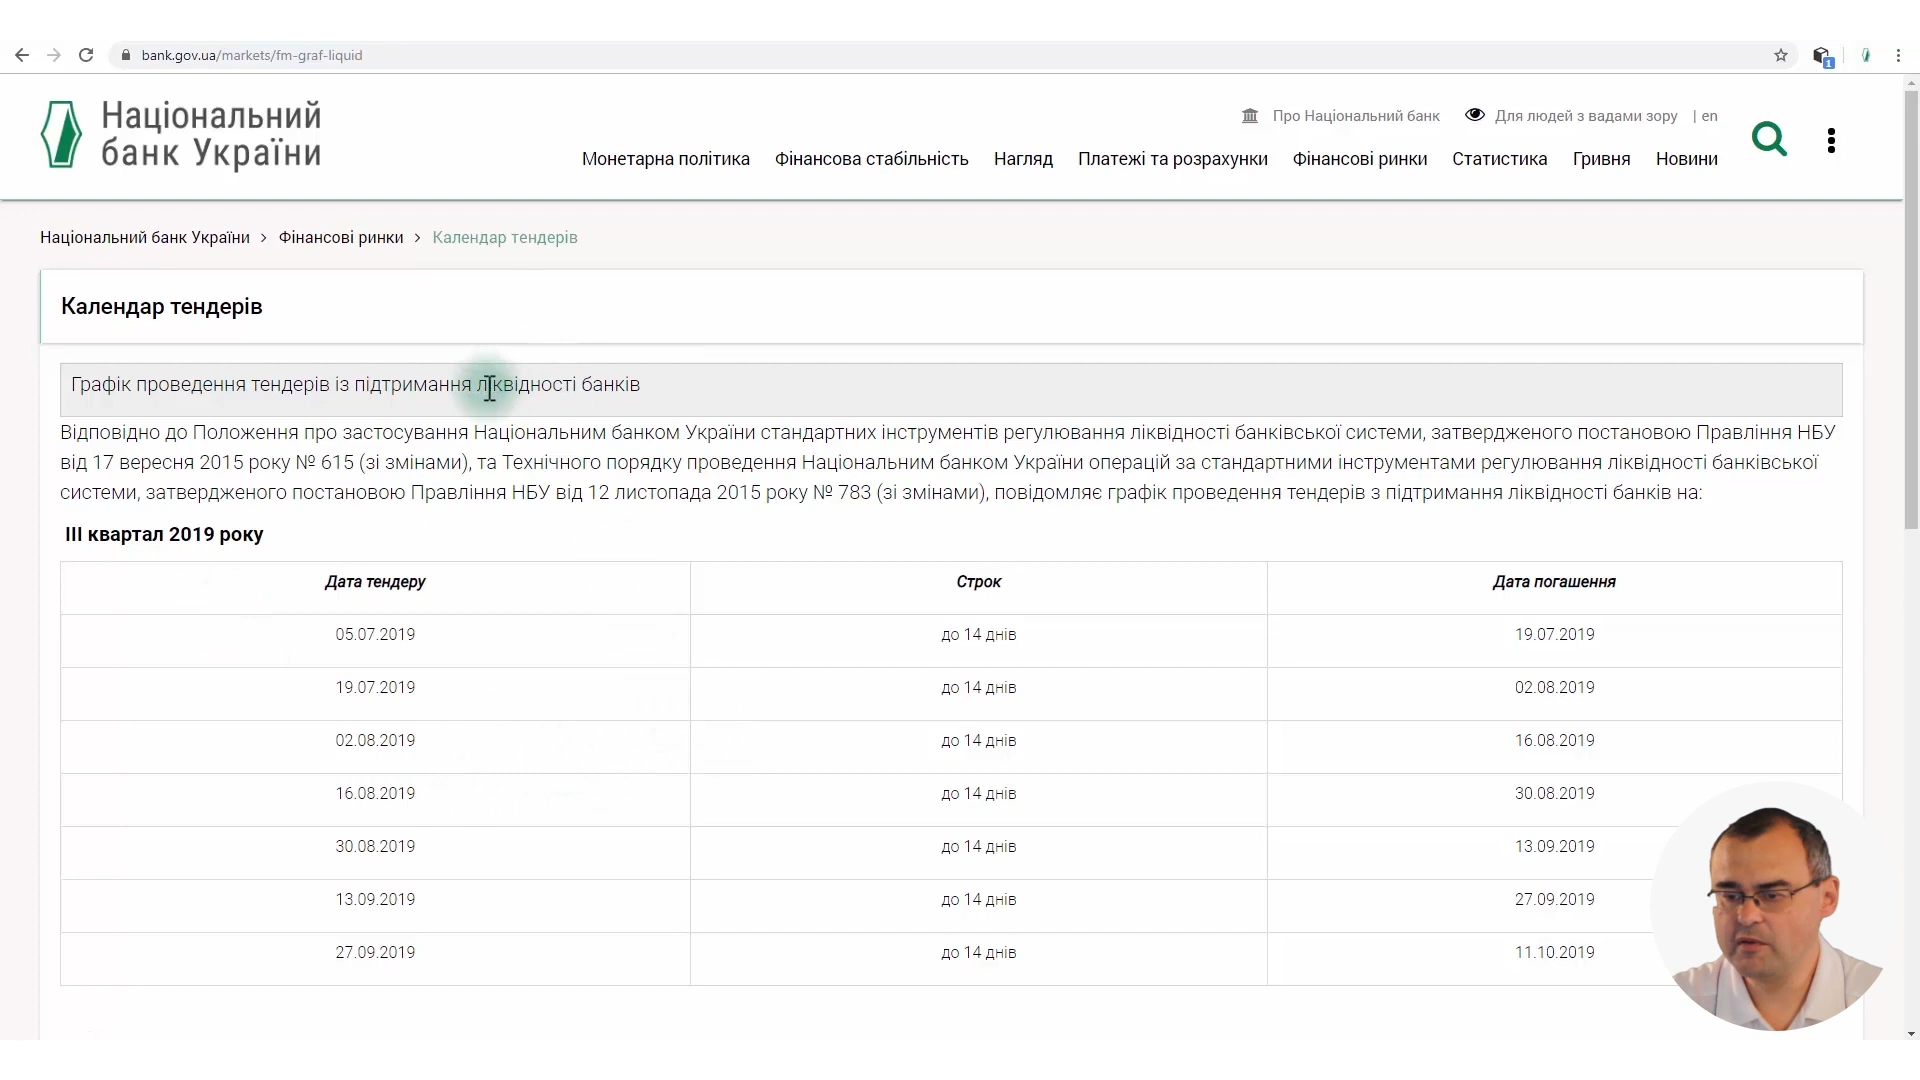 bank.gov.ua/markets/fm-graf-liquid
1
Національний
банк України
Про Національний банк
Для людей з вадами зору
| en
Монетарна політика
Фінансова стабільність
Нагляд
Платежі та розрахунки
Фінансові ринки
Статистика
Гривня
Новини
Національний банк України > Фінансові ринки > Календар тендерів
Календар тендерів
Графік проведення тендерів із підтримання ліквідності банків
Відповідно до Положення про застосування Національним банком України стандартних інструментів регулювання ліквідності банківської системи, затвердженого постановою Правління НБУ
від 17 вересня 2015 року № 615 (зі змінами), та Технічного порядку проведення Національним банком України операцій за стандартними інструментами регулювання ліквідності банківської
системи, затвердженого постановою Правління НБУ від 12 листопада 2015 року № 783 (зі змінами), повідомляє графік проведення тендерів з підтримання ліквідності банків на:
III квартал 2019 року
Дата тендеру Строк Дата погашення
05.07.2019 до 14 днів 19.07.2019
19.07.2019 до 14 днів 02.08.2019
02.08.2019 до 14 днів 16.08.2019
16.08.2019 до 14 днів 30.08.2019
30.08.2019 до 14 днів 13.09.2019
13.09.2019 до 14 днів 27.09.2019
27.09.2019 до 14 днів 11.10.2019